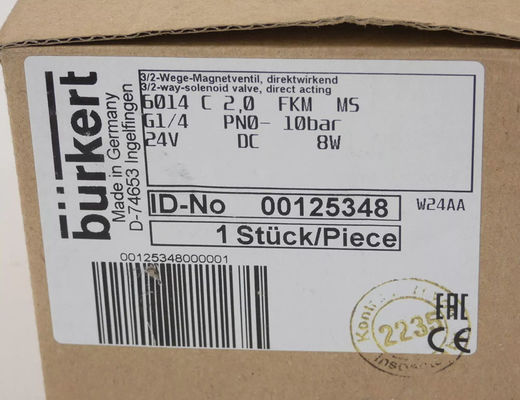 bürkert
Made in Germany
D-74653 Ingelfingen
3/2-Wege-Magnetventil, direktwirkend
3/2-way-solenoid valve, direct acting
6014 C 2,0 FKM MS
G1/4 PN0- 10bar
24V DC 8W
ID-No 00125348
W24AA
1 Stück/Piece
00125348000001
EAC
CE
2235